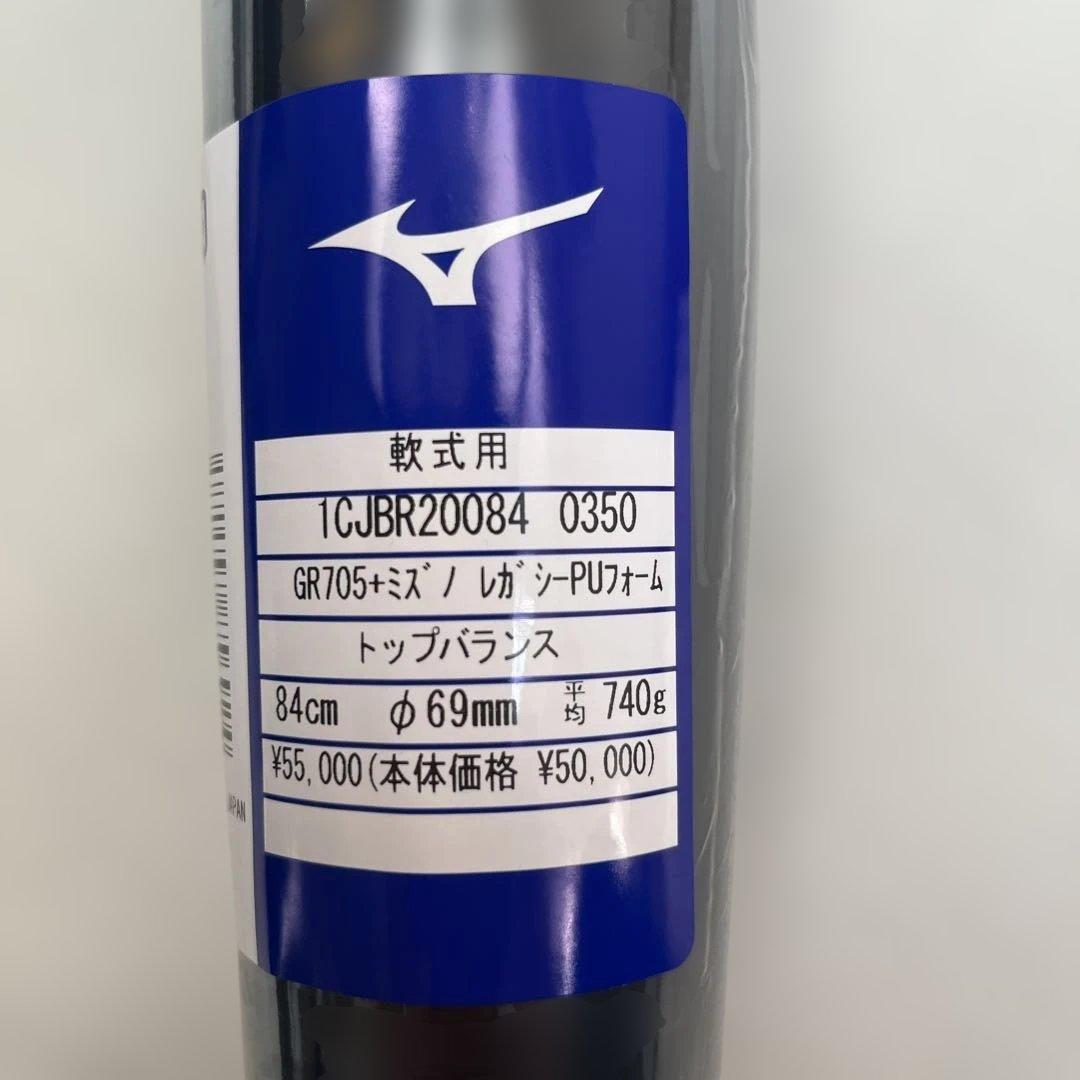 軟式用
1CJBR20084 0350
GR705+ﾐｽﾞﾉ ﾚｶﾞｼｰPUﾌｫｰﾑ
トップバランス
84cm φ69mm 平均 740g
¥55,000(本体価格 ¥50,000)